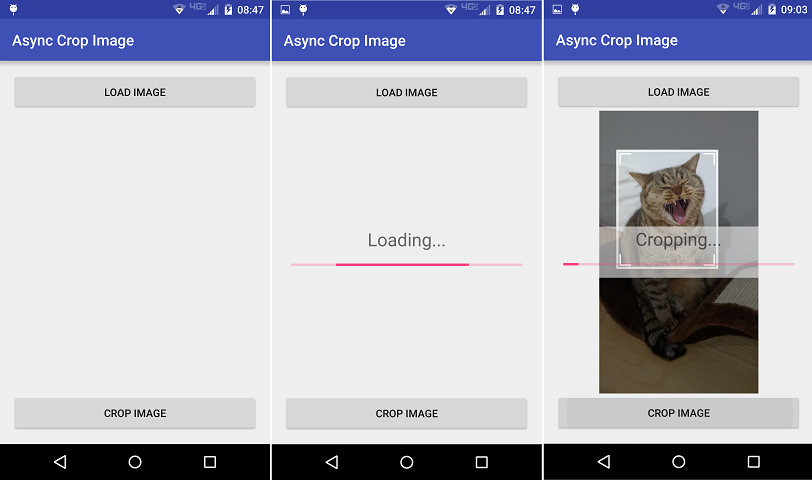 4G 08:47
Async Crop Image
LOAD IMAGE
CROP IMAGE
4G 08:47
Async Crop Image
LOAD IMAGE
Loading...
CROP IMAGE
4G 09:03
Async Crop Image
LOAD IMAGE
Cropping...
CROP IMAGE